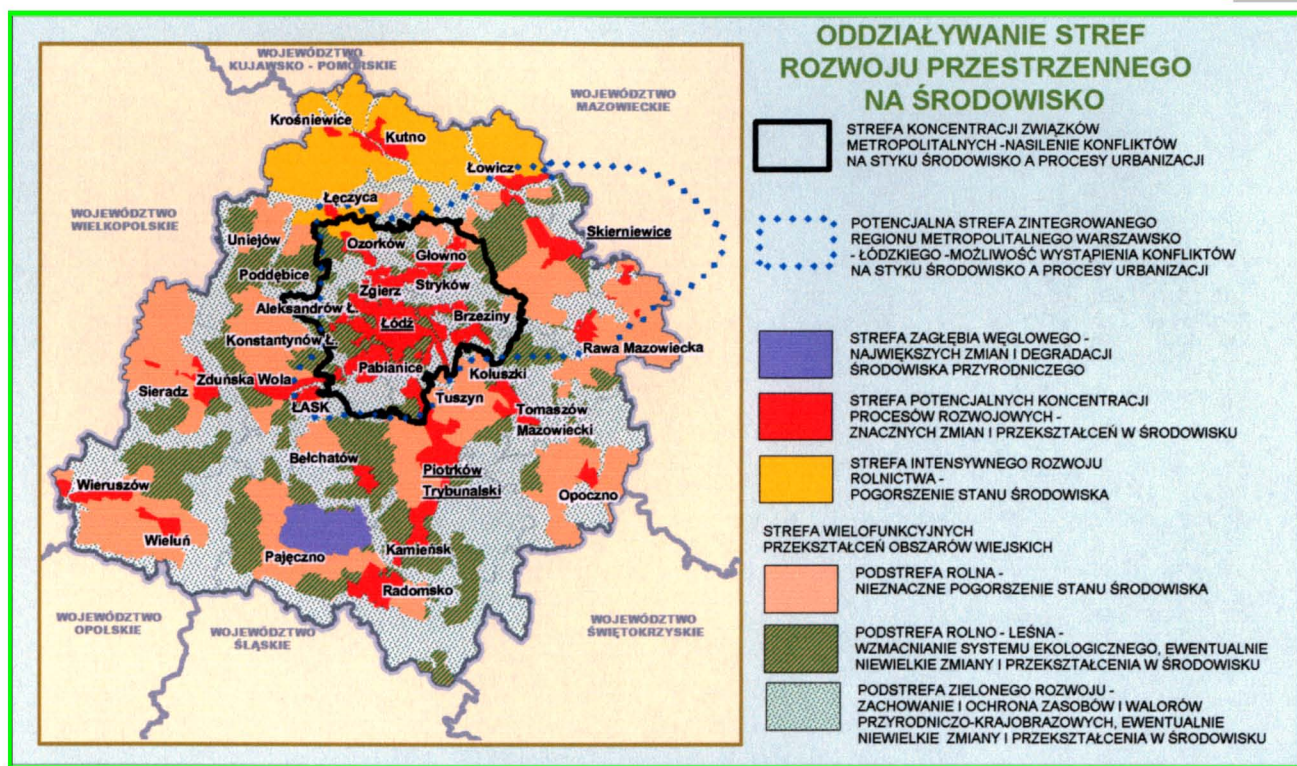 ODDZIAŁYWANIE STREF
ROZWOJU PRZESTRZENNEGO
NA ŚRODOWISKO
STREFA KONCENTRACJI ZWIĄZKÓW
METROPOLITALNYCH -NASILENIE KONFLIKTÓW
NA STYKU ŚRODOWISKO A PROCESY URBANIZACJI
POTENCJALNA STREFA ZINTEGROWANEGO
REGIONU METROPOLITALNEGO WARSZAWSKO
- ŁÓDZKIEGO -MOŻLIWOŚĆ WYSTĄPIENIA KONFLIKTÓW
NA STYKU ŚRODOWISKO A PROCESY URBANIZACJI
STREFA ZAGŁĘBIA WĘGLOWEGO -
NAJWIĘKSZYCH ZMIAN I DEGRADACJI
ŚRODOWISKA PRZYRODNICZEGO
STREFA POTENCJALNYCH KONCENTRACJI
PROCESÓW ROZWOJOWYCH -
ZNACZNYCH ZMIAN I PRZEKSZTAŁCEŃ W ŚRODOWISKU
STREFA INTENSYWNEGO ROZWOJU
ROLNICTWA -
POGORSZENIE STANU ŚRODOWISKA
STREFA WIELOFUNKCYJNYCH
PRZEKSZTAŁCEŃ OBSZARÓW WIEJSKICH
PODSTREFA ROLNA -
NIEZNACZNE POGORSZENIE STANU ŚRODOWISKA
PODSTREFA ROLNO - LEŚNA -
WZMACNIANIE SYSTEMU EKOLOGICZNEGO, EWENTUALNIE
NIEWIELKIE ZMIANY I PRZEKSZTAŁCENIA W ŚRODOWISKU
PODSTREFA ZIELONEGO ROZWOJU -
ZACHOWANIE I OCHRONA ZASOBÓW I WALORÓW
PRZYRODNICZO-KRAJOBRAZOWYCH, EWENTUALNIE
NIEWIELKIE ZMIANY I PRZEKSZTAŁCENIA W ŚRODOWISKU
WOJEWÓDZTWO
KUJAWSKO - POMORSKIE
WOJEWÓDZTWO
MAZOWIECKIE
Krośniewice
Kutno
Łowicz
Łęczyca
WOJEWÓDZTWO
WIELKOPOLSKIE
Uniejów
Ozorków
Skierniewice
Głowno
Poddębice
Zgierz
Stryków
Aleksandrów Ł.
Łódź
Brzeziny
Konstantynów Ł.
Rawa Mazowiecka
Pabianice
Koluszki
Sieradz
Zduńska Wola
ŁASK
Tuszyn
Tomaszów
Mazowiecki
Bełchatów
Piotrków
Trybunalski
Wieruszów
Opoczno
Wieluń
Pajęczno
Kamieńsk
Radomsko
WOJEWÓDZTWO
OPOLSKIE
WOJEWÓDZTWO
ŚLĄSKIE
WOJEWÓDZTWO
ŚWIĘTOKRZYSKIE